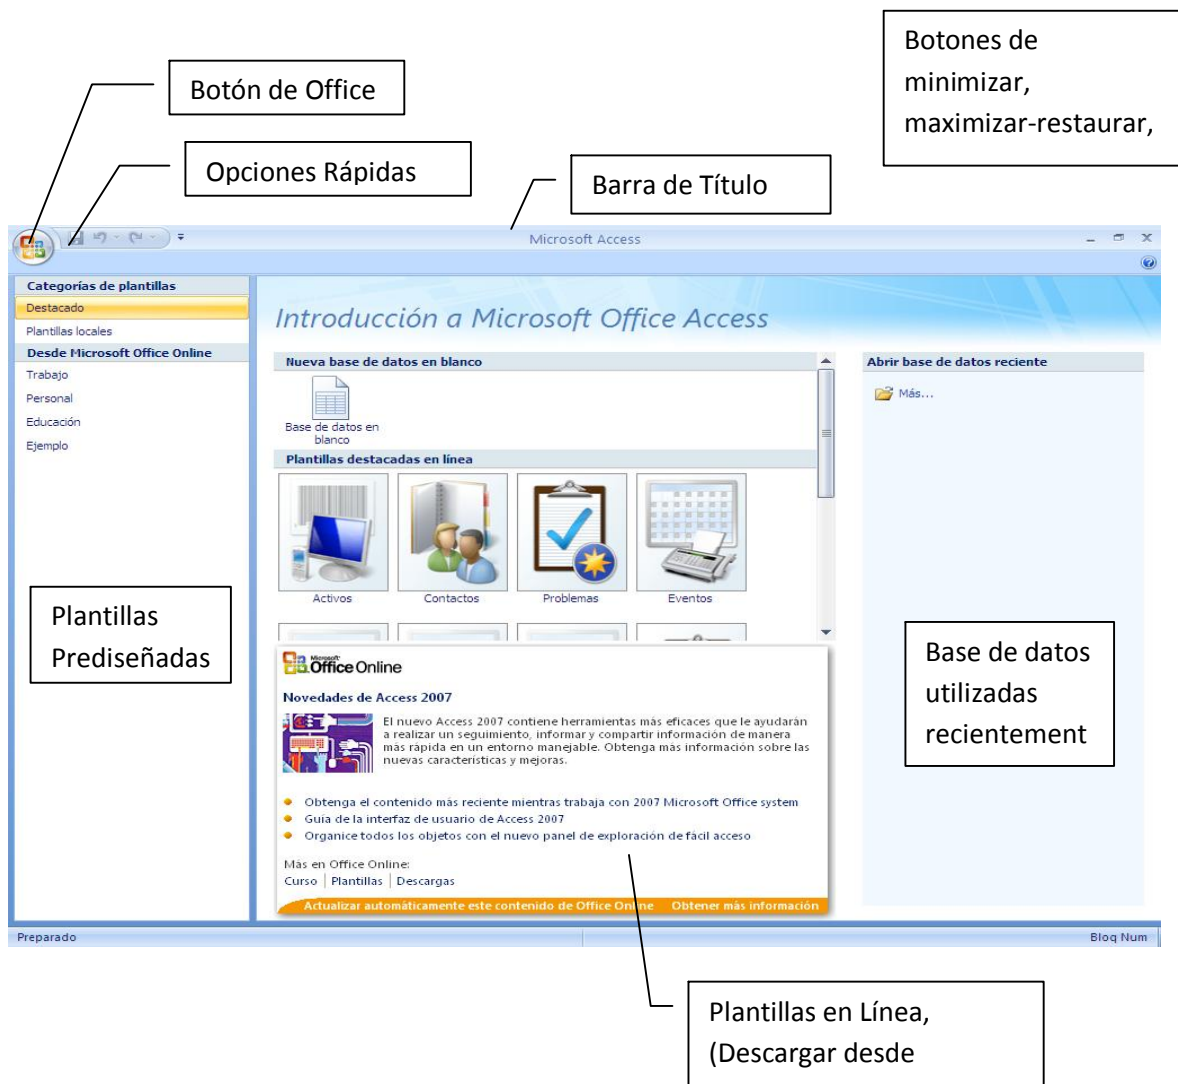 Botones de
minimizar,
maximizar-restaurar,
Botón de Office
Opciones Rápidas
Barra de Título
Microsoft Access
Categorías de plantillas
Destacado
Plantillas locales
Desde Microsoft Office Online
Trabajo
Personal
Educación
Ejemplo
Introducción a Microsoft Office Access
Nueva base de datos en blanco
Base de datos en
blanco
Plantillas destacadas en línea
Activos
Contactos
Problemas
Eventos
Abrir base de datos reciente
Más...
Plantillas
Prediseñadas
Base de datos
utilizadas
recientement
Microsoft
Office Online
Novedades de Access 2007
El nuevo Access 2007 contiene herramientas más eficaces que le ayudarán
a realizar un seguimiento, informar y compartir información de manera
más rápida en un entorno manejable. Obtenga más información sobre las
nuevas características y mejoras.
Obtenga el contenido más reciente mientras trabaja con 2007 Microsoft Office system
Guía de la interfaz de usuario de Access 2007
Organice todos los objetos con el nuevo panel de exploración de fácil acceso
Más en Office Online:
Curso | Plantillas | Descargas
Actualizar automáticamente este contenido de Office Online Obtener más información
Preparado
Bloq Num
Plantillas en Línea,
(Descargar desde